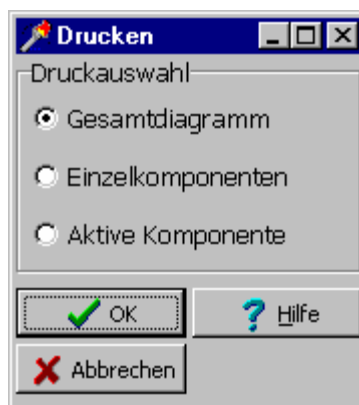 Drucken
Druckauswahl
Gesamtdiagramm
Einzelkomponenten
Aktive Komponente
OK
Hilfe
Abbrechen